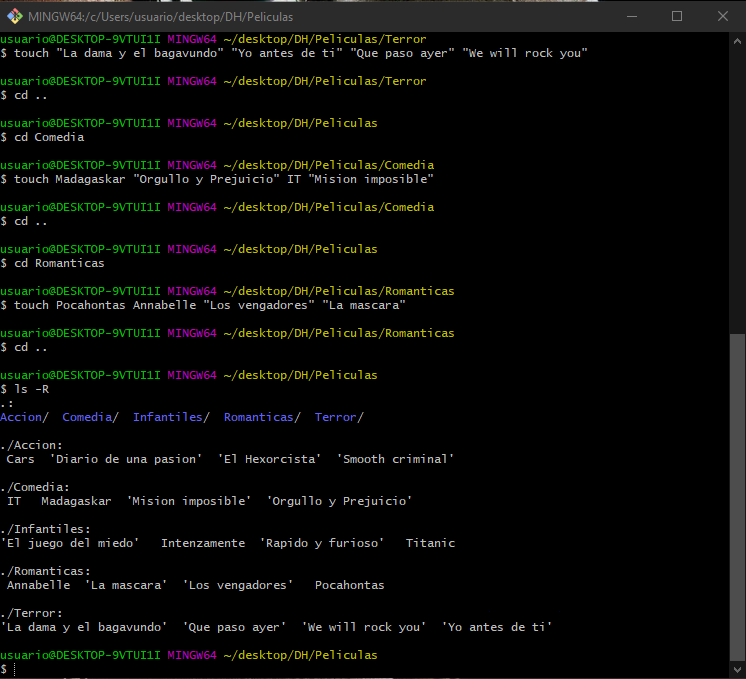 MINGW64:/c/Users/usuario/desktop/DH/Peliculas
usuario@DESKTOP-9VTUI1I MINGW64 ~/desktop/DH/Peliculas/Terror
$ touch "La dama y el bagavundo" "Yo antes de ti" "Que paso ayer" "We will rock you"
usuario@DESKTOP-9VTUI1I MINGW64 ~/desktop/DH/Peliculas/Terror
$ cd ..
usuario@DESKTOP-9VTUI1I MINGW64 ~/desktop/DH/Peliculas
$ cd Comedia
usuario@DESKTOP-9VTUI1I MINGW64 ~/desktop/DH/Peliculas/Comedia
$ touch Madagaskar "Orgullo y Prejuicio" IT "Mision imposible"
usuario@DESKTOP-9VTUI1I MINGW64 ~/desktop/DH/Peliculas/Comedia
$ cd ..
usuario@DESKTOP-9VTUI1I MINGW64 ~/desktop/DH/Peliculas
$ cd Romanticas
usuario@DESKTOP-9VTUI1I MINGW64 ~/desktop/DH/Peliculas/Romanticas
$ touch Pocahontas Annabelle "Los vengadores" "La mascara"
usuario@DESKTOP-9VTUI1I MINGW64 ~/desktop/DH/Peliculas/Romanticas
$ cd ..
usuario@DESKTOP-9VTUI1I MINGW64 ~/desktop/DH/Peliculas
$ ls -R
.:
Accion/  Comedia/  Infantiles/  Romanticas/  Terror/
./Accion:
 Cars  'Diario de una pasion'  'El Hexorcista'  'Smooth criminal'
./Comedia:
 IT   Madagaskar  'Mision imposible'  'Orgullo y Prejuicio'
./Infantiles:
'El juego del miedo'   Intenzamente  'Rapido y furioso'   Titanic
./Romanticas:
 Annabelle  'La mascara'  'Los vengadores'   Pocahontas
./Terror:
'La dama y el bagavundo'  'Que paso ayer'  'We will rock you'  'Yo antes de ti'
usuario@DESKTOP-9VTUI1I MINGW64 ~/desktop/DH/Peliculas
$